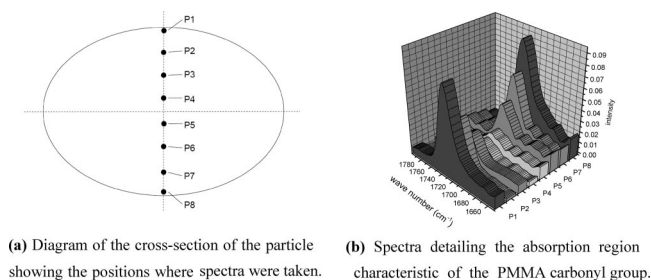 P1
P2
P3
P4
P5
P6
P7
P8
0.09
0.08
0.07
0.06
0.05
0.04
0.03
0.02
0.01
0.00
intensity
1780
1760
1740
1720
1700
1680
1660
wave number (cm⁻¹)
P1
P2
P3
P4
P5
P6
P7
P8
(a) Diagram of the cross-section of the particle
showing the positions where spectra were taken.
(b) Spectra detailing the absorption region
characteristic of the PMMA carbonyl group.